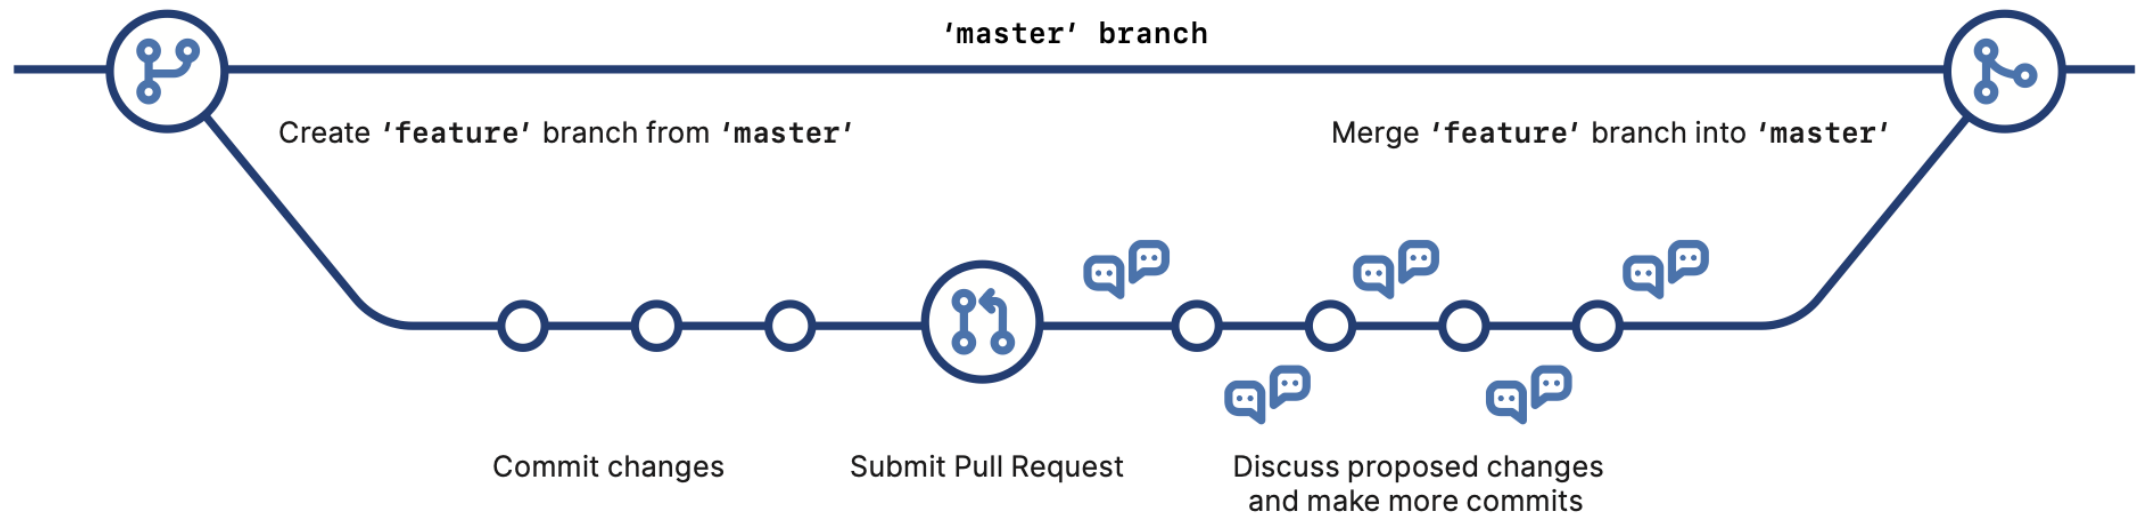 ‘master’ branch
Create ‘feature’ branch from ‘master’
Merge ‘feature’ branch into ‘master’
Commit changes
Submit Pull Request
Discuss proposed changes
and make more commits